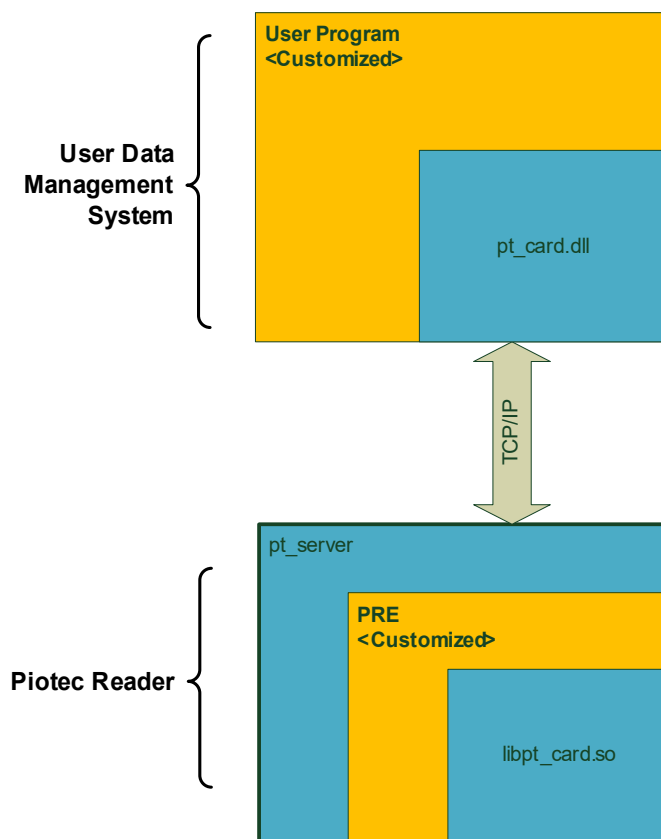 User Program
<Customized>
User Data
Management
System
pt_card.dll
TCP/IP
pt_server
PRE
<Customized>
Piotec Reader
libpt_card.so